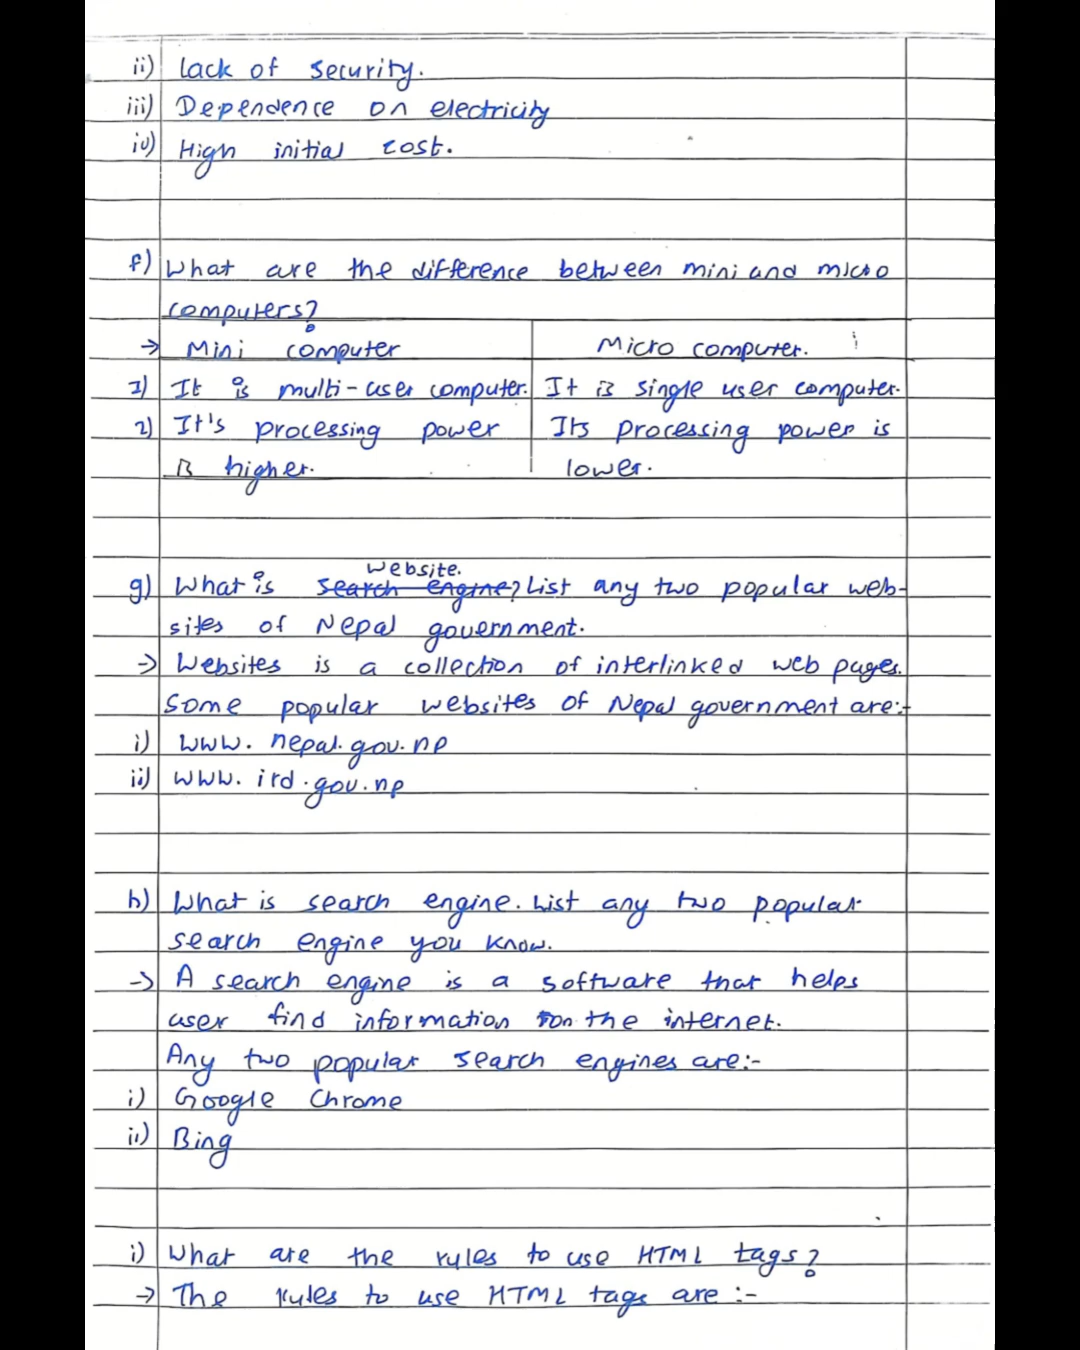 ii) lack of security.
iii) Dependence on electricity
iv) High initial cost.
f) What are the difference between mini and micro
computers?
→ Mini computer Micro computer.
1) It is multi-user computer. It is single user computer.
2) It's processing power Its processing power is
is higher. lower.
website.
g) What is search engine? List any two popular web-
sites of Nepal government.
→ Websites is a collection of interlinked web pages.
Some popular websites of Nepal government are:-
i) www.nepal.gov.np
ii) www.ird.gov.np
h) What is search engine. List any two popular
search engine you know.
→ A search engine is a software that helps
user find information on the internet.
Any two popular search engines are:-
i) Google Chrome
ii) Bing
i) What are the rules to use HTML tags?
→ The rules to use HTML tags are :-